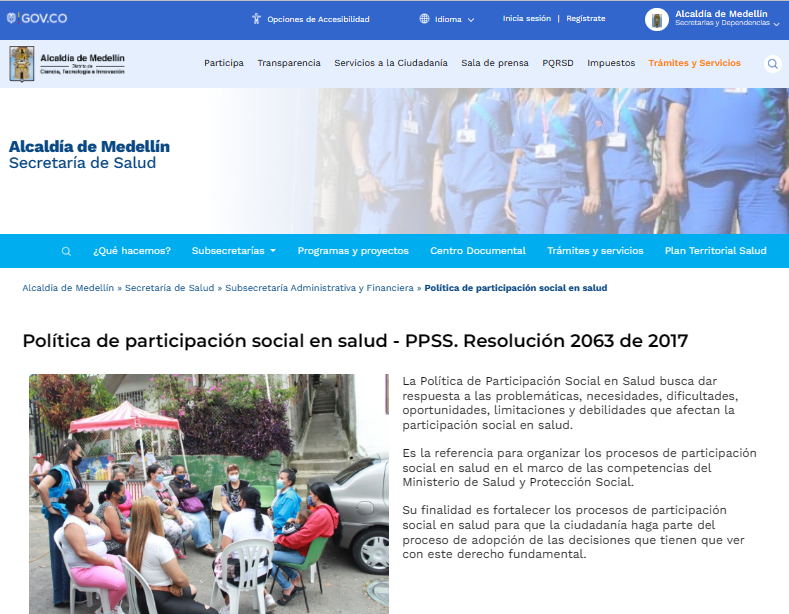 GOV.CO
Opciones de Accesibilidad
Idioma
Inicia sesión | Regístrate
Alcaldía de Medellín
Secretarías y Dependencias
Alcaldía de Medellín
Distrito de
Ciencia, Tecnología e Innovación
Participa Transparencia Servicios a la Ciudadanía Sala de prensa PQRSD Impuestos Trámites y Servicios
Alcaldía de Medellín
Secretaría de Salud
¿Qué hacemos? Subsecretarías Programas y proyectos Centro Documental Trámites y servicios Plan Territorial Salud
Alcaldía de Medellín » Secretaría de Salud » Subsecretaría Administrativa y Financiera » Política de participación social en salud
Política de participación social en salud - PPSS. Resolución 2063 de 2017
La Política de Participación Social en Salud busca dar
respuesta a las problemáticas, necesidades, dificultades,
oportunidades, limitaciones y debilidades que afectan la
participación social en salud.
Es la referencia para organizar los procesos de participación
social en salud en el marco de las competencias del
Ministerio de Salud y Protección Social.
Su finalidad es fortalecer los procesos de participación
social en salud para que la ciudadanía haga parte del
proceso de adopción de las decisiones que tienen que ver
con este derecho fundamental.